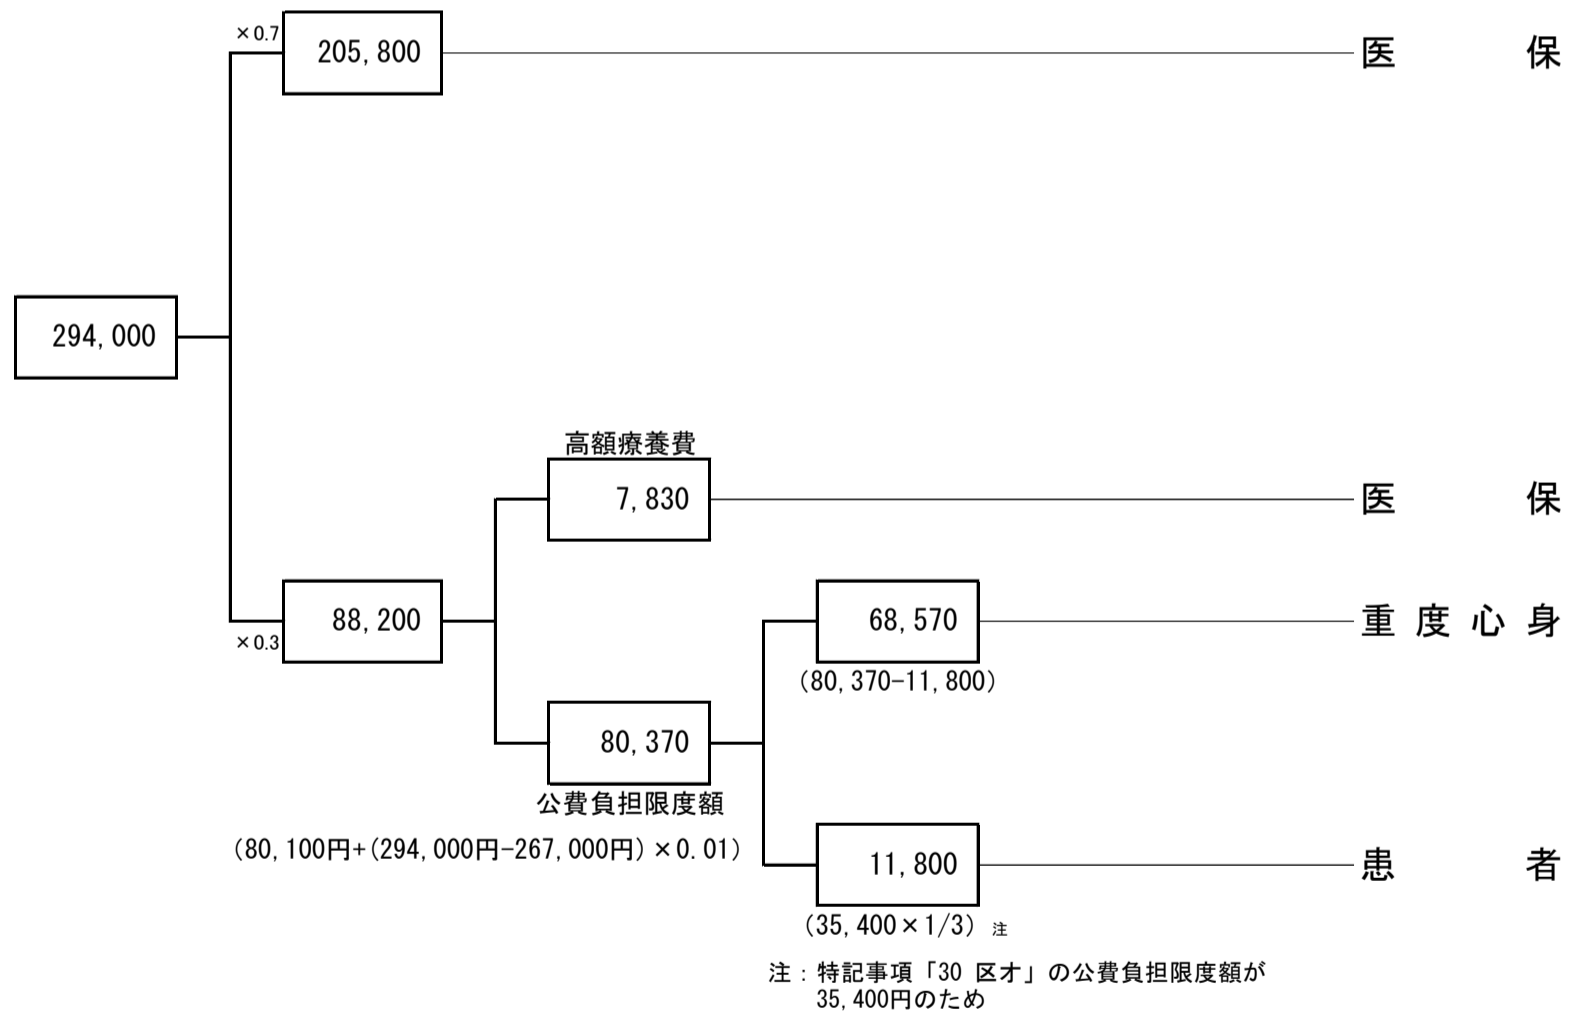 ×0.7
205,800
医保
294,000
高額療養費
7,830
医保
88,200
×0.3
68,570
重度心身
(80,370-11,800)
80,370
公費負担限度額
(80,100円+(294,000円-267,000円)×0.01)
11,800
患者
(35,400×1/3) 注
注:特記事項「30 区オ」の公費負担限度額が
35,400円のため